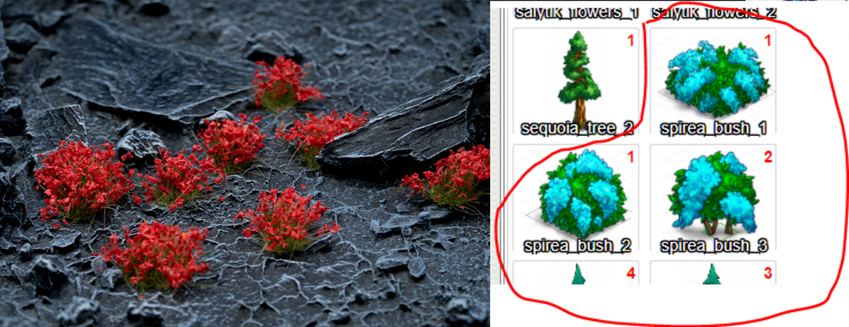 1 1
sequoia_tree_2 spirea_bush_1
1 2
spirea_bush_2 spirea_bush_3
4 3